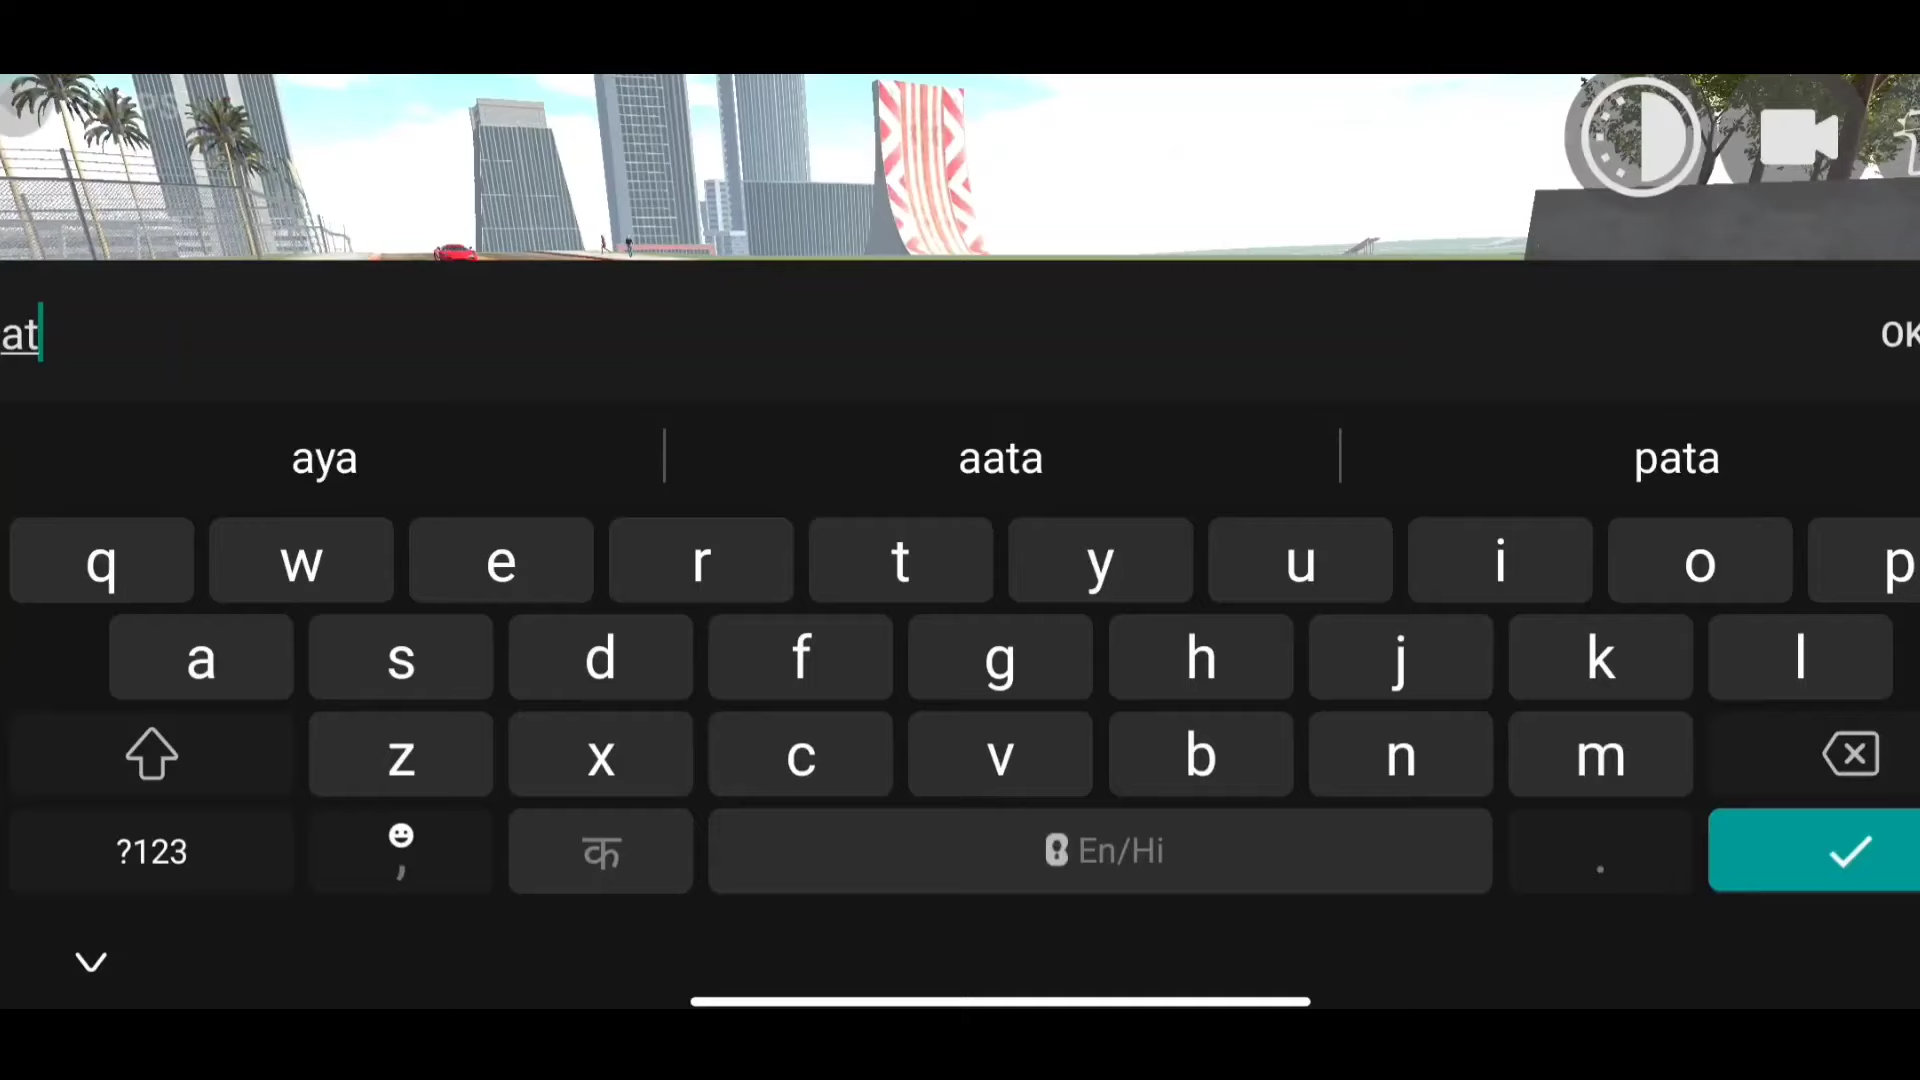 at
OK
aya aata pata
q w e r t y u i o p
a s d f g h j k l
z x c v b n m
?123 , क En/Hi .